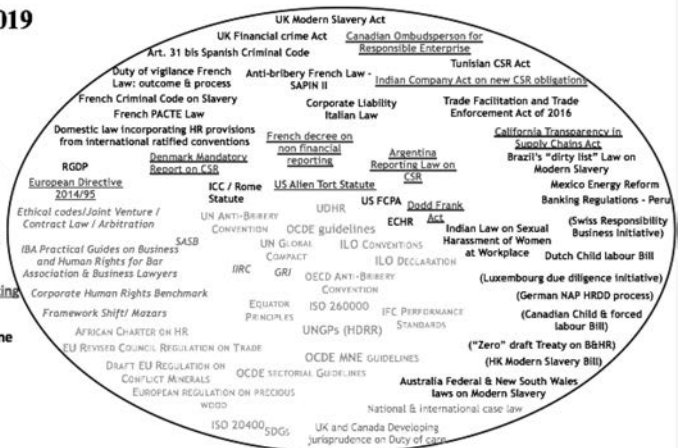 019
UK Modern Slavery Act
UK Financial crime Act
Canadian Ombudsperson for
Responsible Enterprise
Art. 31 bis Spanish Criminal Code
Tunisian CSR Act
Duty of vigilance French
Law: outcome & process
Anti-bribery French Law -
SAPIN II
Indian Company Act on new CSR obligations
French Criminal Code on Slavery
Corporate Liability
Italian Law
Trade Facilitation and Trade
Enforcement Act of 2016
French PACTE Law
Domestic law incorporating HR provisions
from international ratified conventions
French decree on
non financial
reporting
California Transparency in
Supply Chains Act
RGDP
Denmark Mandatory
Report on CSR
Argentina
Reporting Law on
CSR
Brazil's "dirty list" Law on
Modern Slavery
European Directive
2014/95
ICC / Rome
Statute
US Alien Tort Statute
Mexico Energy Reform
US FCPA
Dodd Frank
Act
Banking Regulations - Peru
Ethical codes/Joint Venture /
Contract Law / Arbitration
UN ANTI-BRIBERY
CONVENTION
UDHR
OCDE GUIDELINES
ECHR
Indian Law on Sexual
Harassment of Women
at Workplace
(Swiss Responsibility
Business Initiative)
SASB
UN GLOBAL
COMPACT
ILO CONVENTIONS
Dutch Child labour Bill
IBA Practical Guides on Business
and Human Rights for Bar
Association & Business Lawyers
IIRC
GRI
ILO DECLARATION
OECD ANTI-BRIBERY
CONVENTION
(Luxembourg due diligence initiative)
Corporate Human Rights Benchmark
(German NAP HRDD process)
Framework Shift/ Mazars
EQUATOR
PRINCIPLES
ISO 260000
IFC PERFORMANCE
STANDARDS
(Canadian Child & forced
labour Bill)
AFRICAN CHARTER ON HR
UNGPS (HDRR)
("Zero" draft Treaty on B&HR)
EU REVISED COUNCIL REGULATION ON TRADE
OCDE MNE GUIDELINES
(HK Modern Slavery Bill)
DRAFT EU REGULATION ON
CONFLICT MINERALS
OCDE SECTORIAL GUIDELINES
Australia Federal & New South Wales
laws on Modern Slavery
EUROPEAN REGULATION ON PRECIOUS
WOOD
National & international case law
ISO 20400
SDGs
UK and Canada Developing
jurisprudence on Duty of care